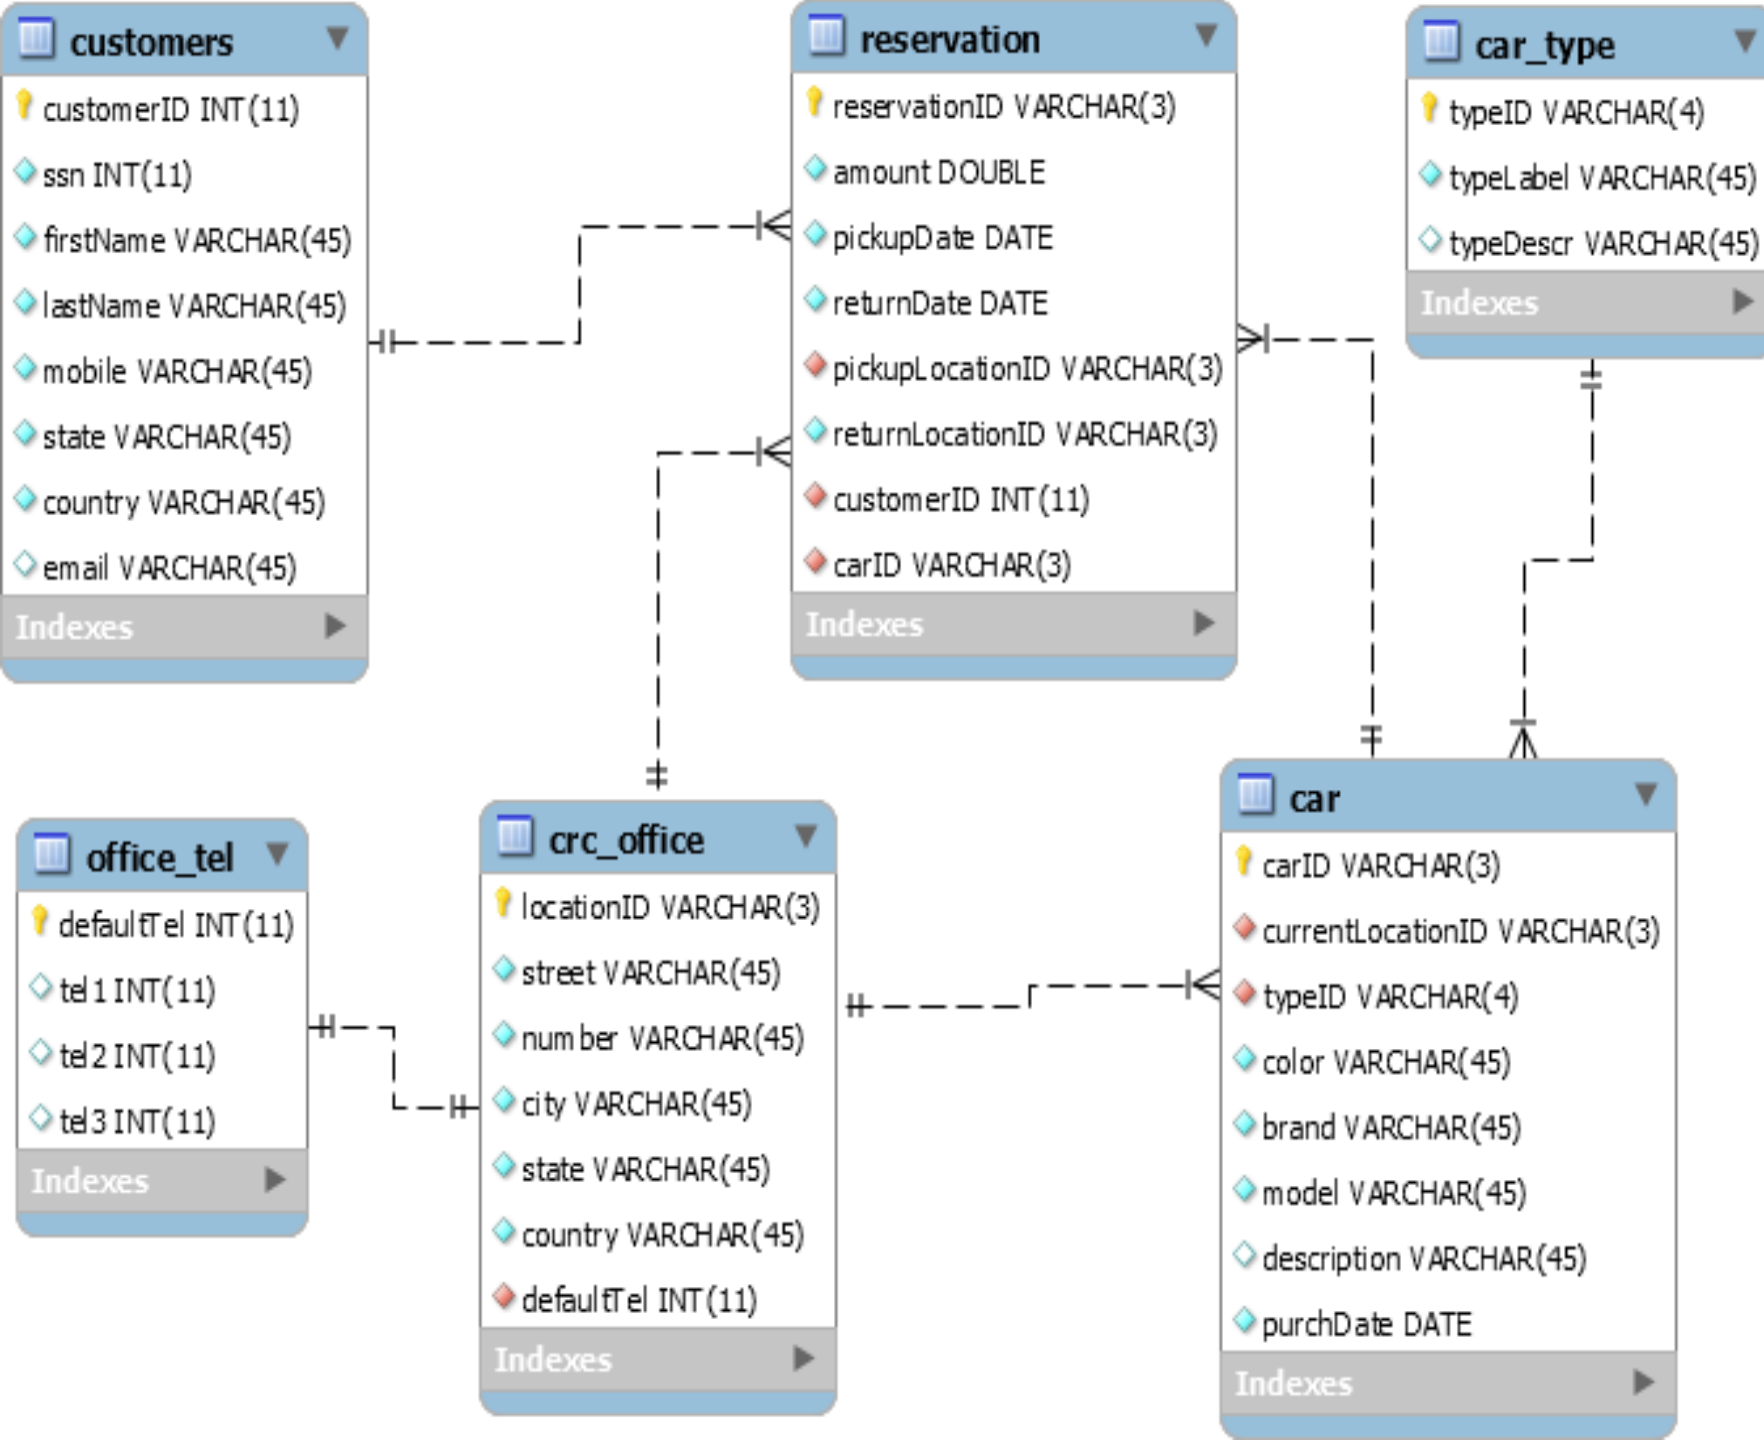 customers
customerID INT(11)
ssn INT(11)
firstName VARCHAR(45)
lastName VARCHAR(45)
mobile VARCHAR(45)
state VARCHAR(45)
country VARCHAR(45)
email VARCHAR(45)
Indexes
reservation
reservationID VARCHAR(3)
amount DOUBLE
pickupDate DATE
returnDate DATE
pickupLocationID VARCHAR(3)
returnLocationID VARCHAR(3)
customerID INT(11)
carID VARCHAR(3)
Indexes
car_type
typeID VARCHAR(4)
typeLabel VARCHAR(45)
typeDescr VARCHAR(45)
Indexes
office_tel
defaultTel INT(11)
tel1 INT(11)
tel2 INT(11)
tel3 INT(11)
Indexes
crc_office
locationID VARCHAR(3)
street VARCHAR(45)
number VARCHAR(45)
city VARCHAR(45)
state VARCHAR(45)
country VARCHAR(45)
defaultTel INT(11)
Indexes
car
carID VARCHAR(3)
currentLocationID VARCHAR(3)
typeID VARCHAR(4)
color VARCHAR(45)
brand VARCHAR(45)
model VARCHAR(45)
description VARCHAR(45)
purchDate DATE
Indexes